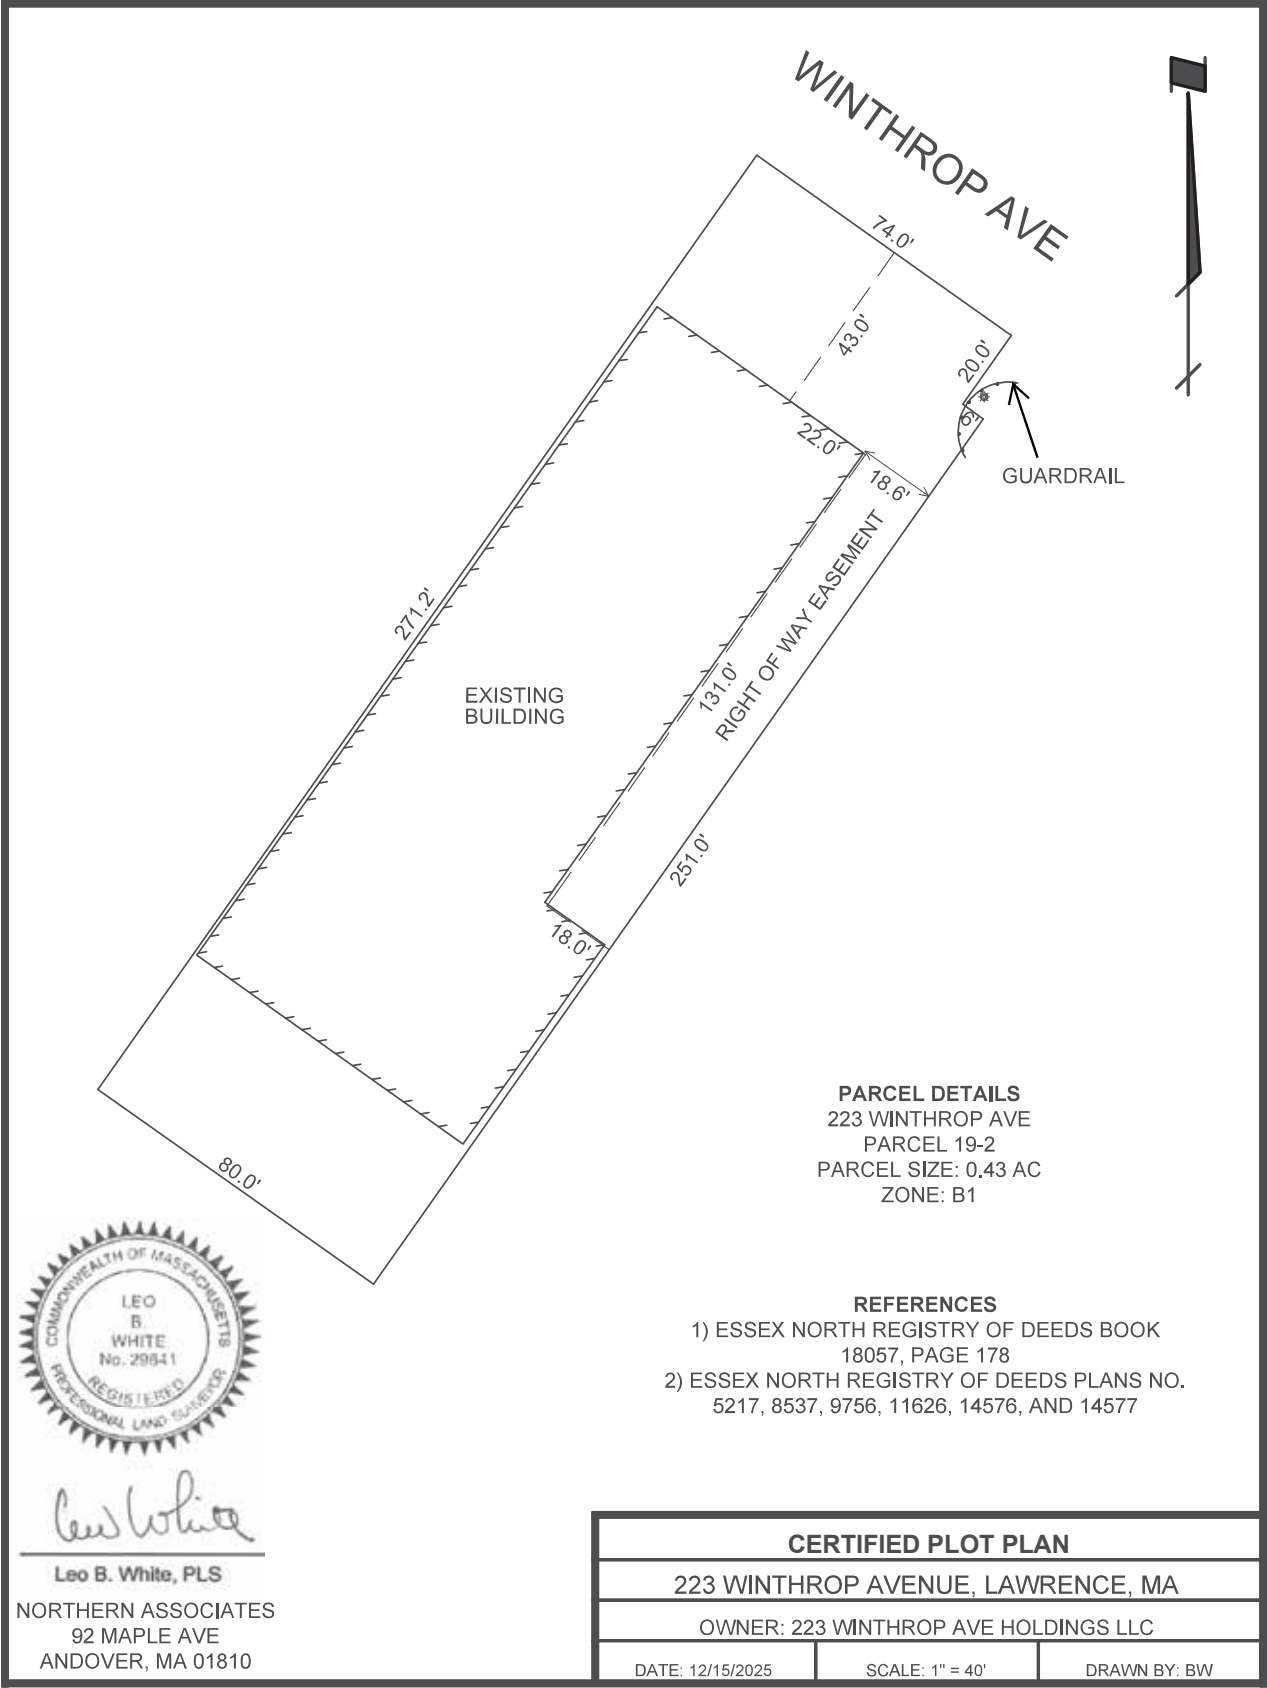 WINTHROP AVE
74.0'
43.0'
20.0'
6'
22.0'
18.6'
GUARDRAIL
271.2'
RIGHT OF WAY EASEMENT
131.0'
EXISTING
BUILDING
251.0'
18.0'
80.0'
PARCEL DETAILS
223 WINTHROP AVE
PARCEL 19-2
PARCEL SIZE: 0.43 AC
ZONE: B1
COMMONWEALTH OF MASSACHUSETTS
LEO
B.
WHITE
No. 29641
REGISTERED
PROFESSIONAL LAND SURVEYOR
REFERENCES
1) ESSEX NORTH REGISTRY OF DEEDS BOOK
18057, PAGE 178
2) ESSEX NORTH REGISTRY OF DEEDS PLANS NO.
5217, 8537, 9756, 11626, 14576, AND 14577
Leo White
Leo B. White, PLS
NORTHERN ASSOCIATES
92 MAPLE AVE
ANDOVER, MA 01810
CERTIFIED PLOT PLAN
223 WINTHROP AVENUE, LAWRENCE, MA
OWNER: 223 WINTHROP AVE HOLDINGS LLC
DATE: 12/15/2025
SCALE: 1" = 40'
DRAWN BY: BW